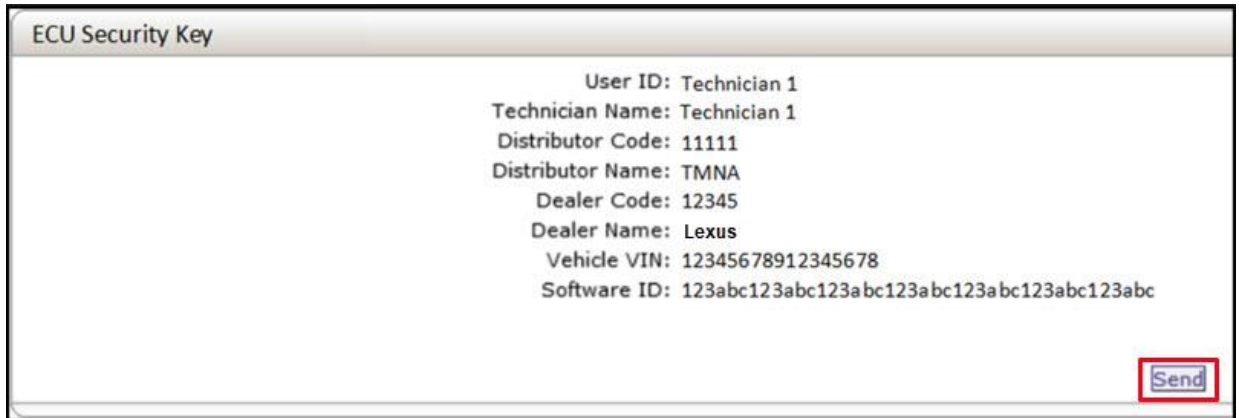 ECU Security Key
User ID: Technician 1
Technician Name: Technician 1
Distributor Code: 11111
Distributor Name: TMNA
Dealer Code: 12345
Dealer Name: Lexus
Vehicle VIN: 12345678912345678
Software ID: 123abc123abc123abc123abc123abc123abc123abc
Send